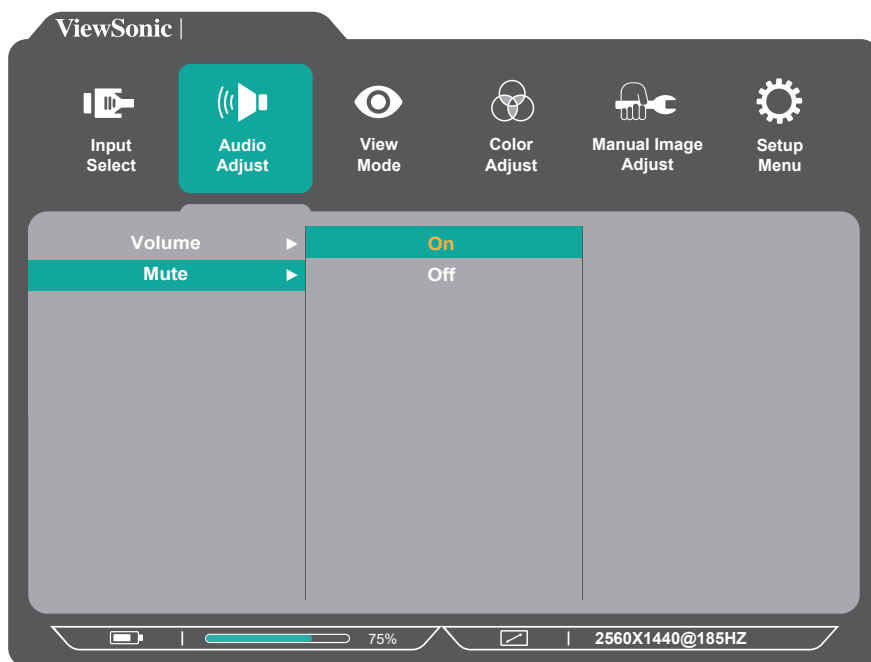 ViewSonic
Input
Select
Audio
Adjust
View
Mode
Color
Adjust
Manual Image
Adjust
Setup
Menu
Volume
On
Mute
Off
75%
2560X1440@185HZ